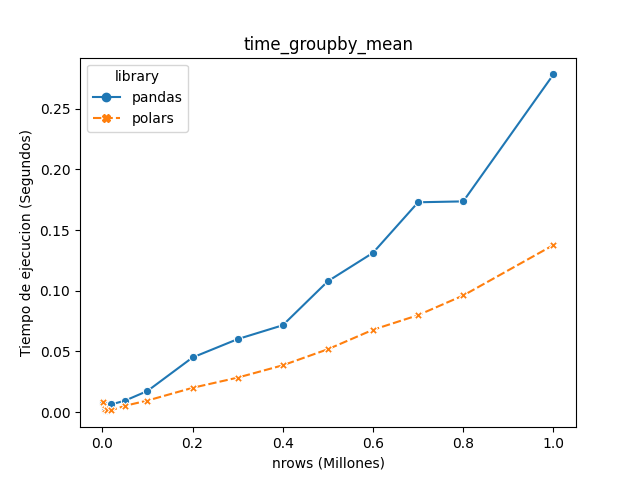 time_groupby_mean
library
pandas
polars
Tiempo de ejecucion (Segundos)
0.25
0.20
0.15
0.10
0.05
0.00
0.0 0.2 0.4 0.6 0.8 1.0
nrows (Millones)